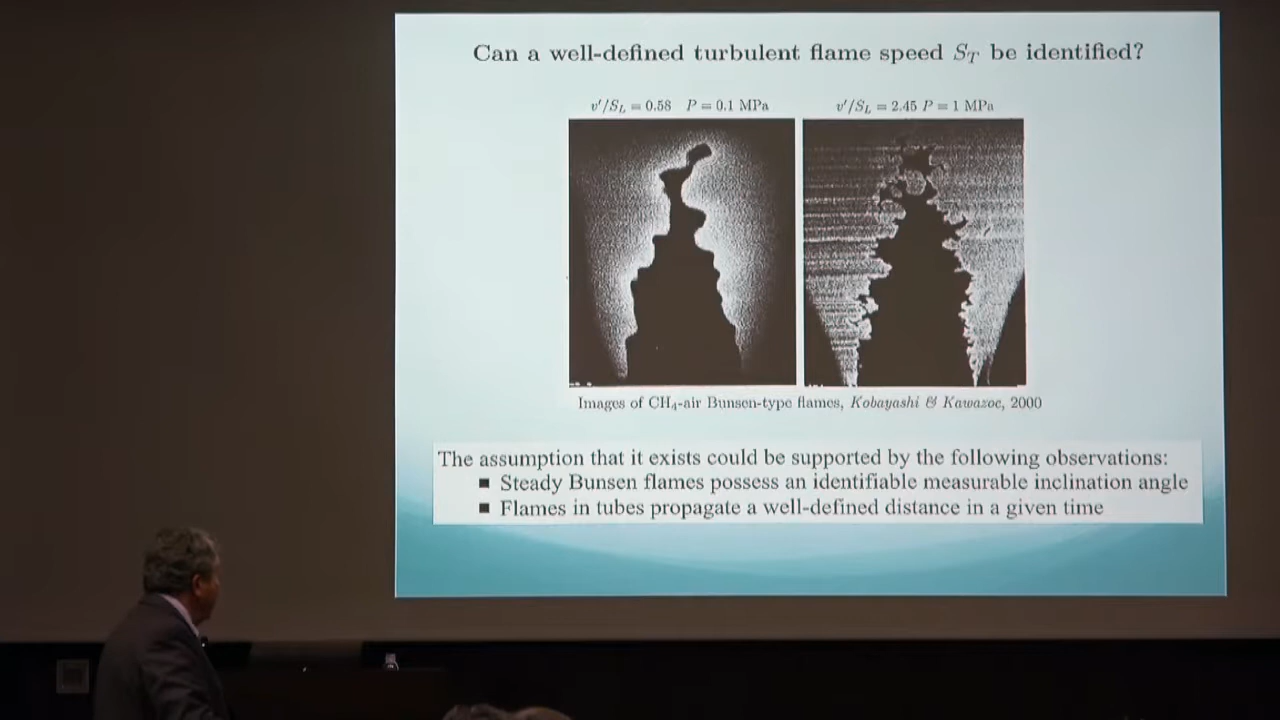 Can a well-defined turbulent flame speed S_T be identified?
v′/S_L = 0.58 P = 0.1 MPa
v′/S_L = 2.45 P = 1 MPa
Images of CH₄-air Bunsen-type flames, Kobayashi & Kawazoe, 2000
The assumption that it exists could be supported by the following observations:
■ Steady Bunsen flames possess an identifiable measurable inclination angle
■ Flames in tubes propagate a well-defined distance in a given time